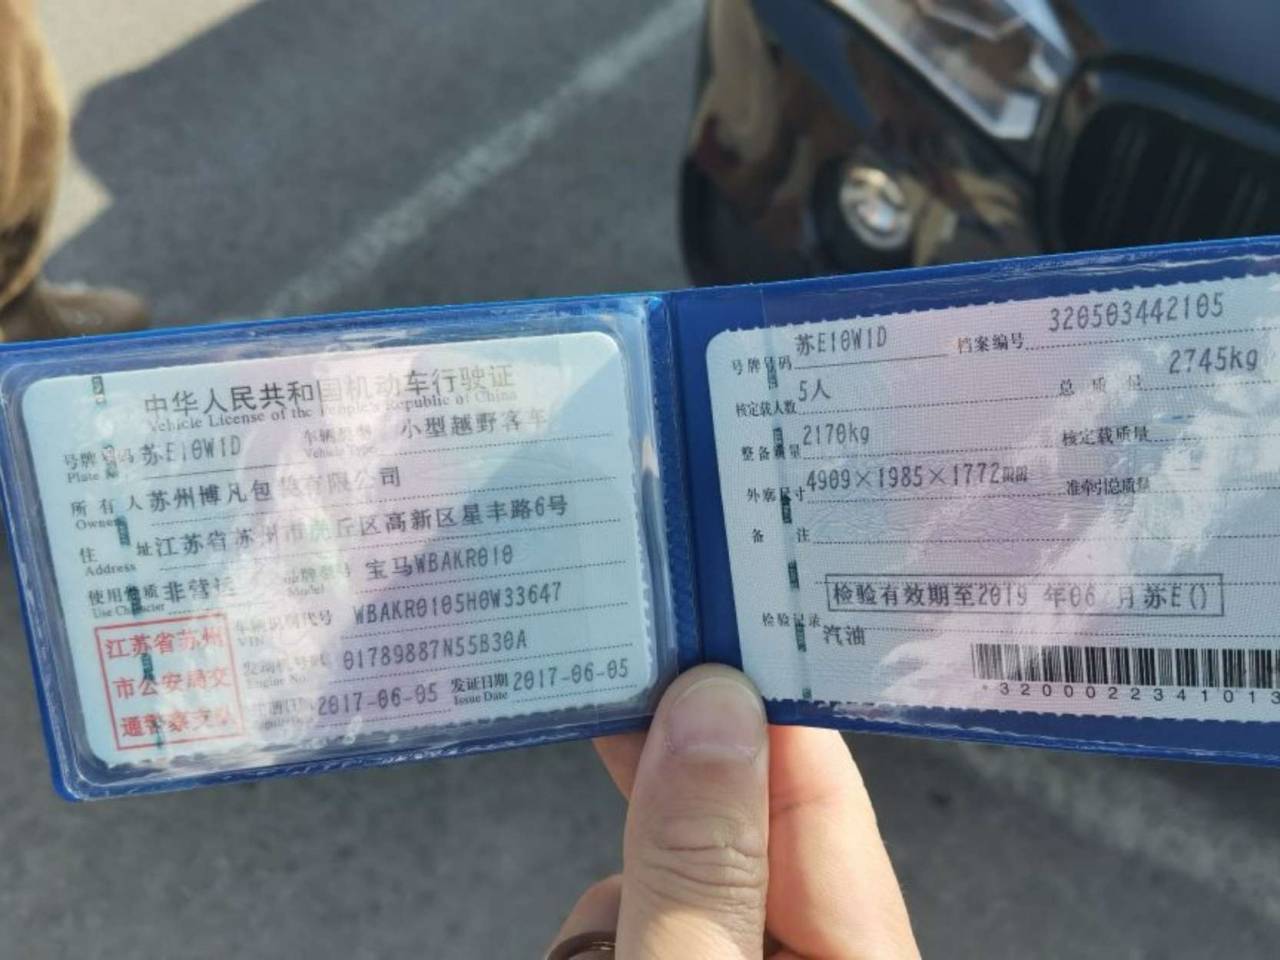 中华人民共和国机动车行驶证
Vehicle License of the People's Republic of China
号牌号码 苏E10W1D 车辆类型 小型越野客车
Plate No. Vehicle Type
所有人 苏州博凡包装有限公司
Owner
住址 江苏省苏州市虎丘区高新区星丰路6号
Address
使用性质 非营运 品牌型号 宝马WBAKR010
Use Character Model
江苏省苏州
市公安局交
通警察支队
车辆识别代号 WBAKR0105H0W33647
VIN
发动机号码 01789887N55B30A
Engine No.
注册日期 2017-06-05 发证日期 2017-06-05
Issue Date
号牌号码 苏E10W1D 档案编号 320503442105
核定载人数 5人 总质量 2745kg
整备质量 2170kg 核定载质量
外廓尺寸 4909×1985×1772mm 准牵引总质量
备注
检验有效期至2019年06月苏E()
检验记录
汽油
*3200022341013